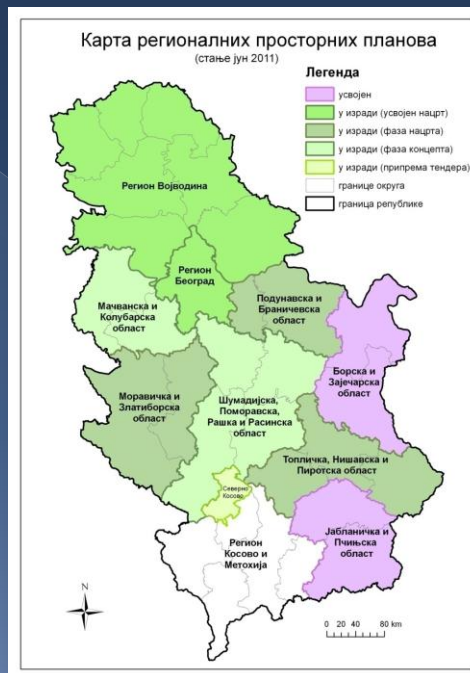 Карта регионалних просторних планова
(стање јун 2011)
Легенда
усвојен
у изради (усвојен нацрт)
у изради (фаза нацрта)
у изради (фаза концепта)
у изради (припрема тендера)
границе округа
граница републике
Регион Војводина
Регион
Београд
Мачванска и
Колубарска
област
Подунавска и
Браничевска
област
Борска и
Зајечарска
област
Моравичка и
Златиборска
област
Шумадијска,
Поморавска,
Рашка и Расинска
област
Топличка, Нишавска и
Пиротска област
Северно
Косово
Јабланичка и
Пчињска
област
Регион
Косово и
Метохија
N
0 20 40 80 km